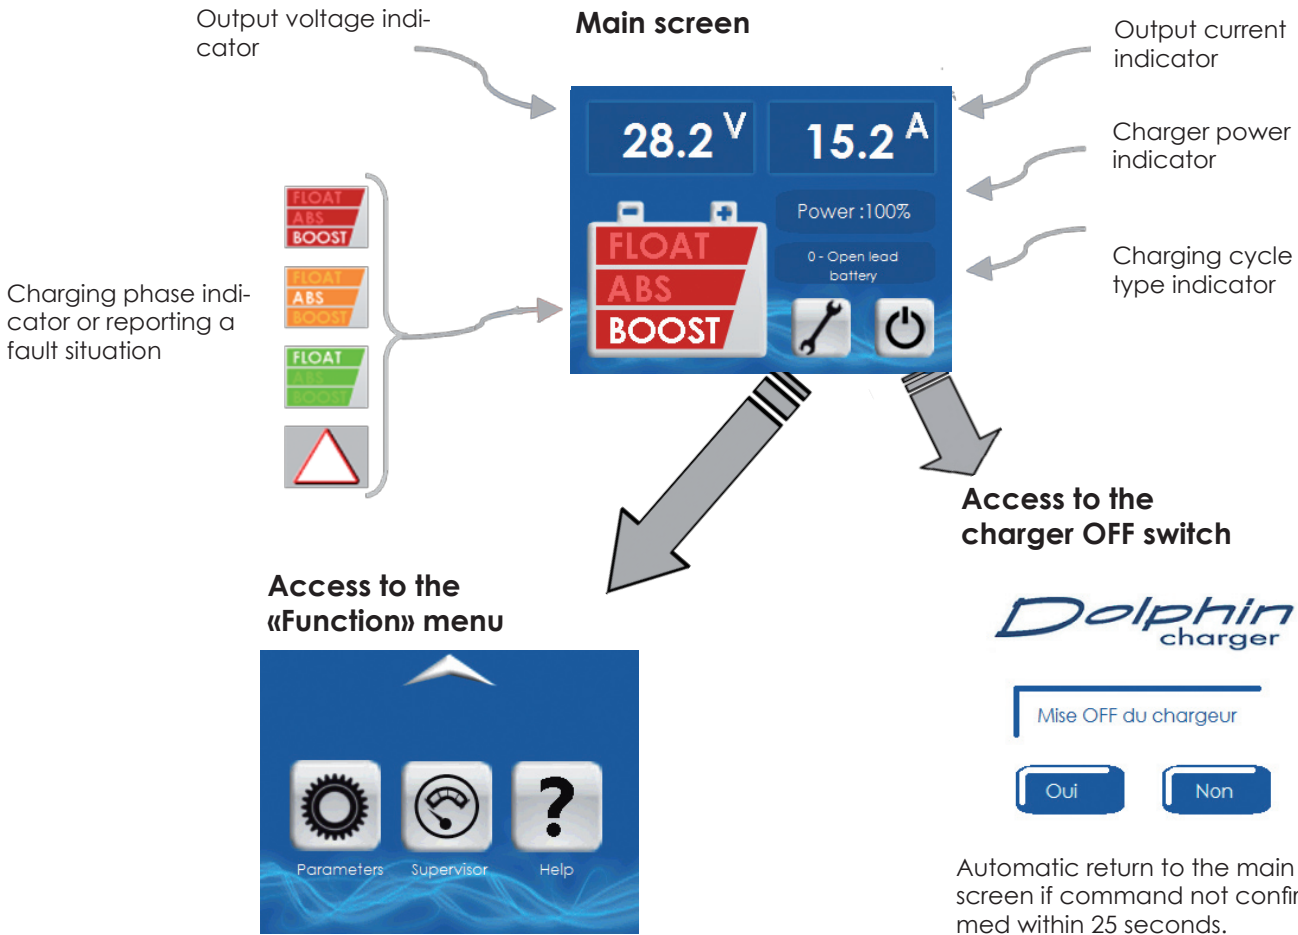 Output voltage indi-
cator
Main screen
Output current
indicator
28.2 V
15.2 A
Charger power
indicator
Power :100%
0 - Open lead
battery
Charging cycle
type indicator
FLOAT
ABS
BOOST
FLOAT
ABS
BOOST
FLOAT
ABS
BOOST
FLOAT
ABS
BOOST
Charging phase indi-
cator or reporting a
fault situation
Access to the
charger OFF switch
Access to the
«Function» menu
Parameters
Supervisor
Help
Dolphin
charger
Mise OFF du chargeur
Oui
Non
Automatic return to the main
screen if command not confir
med within 25 seconds.